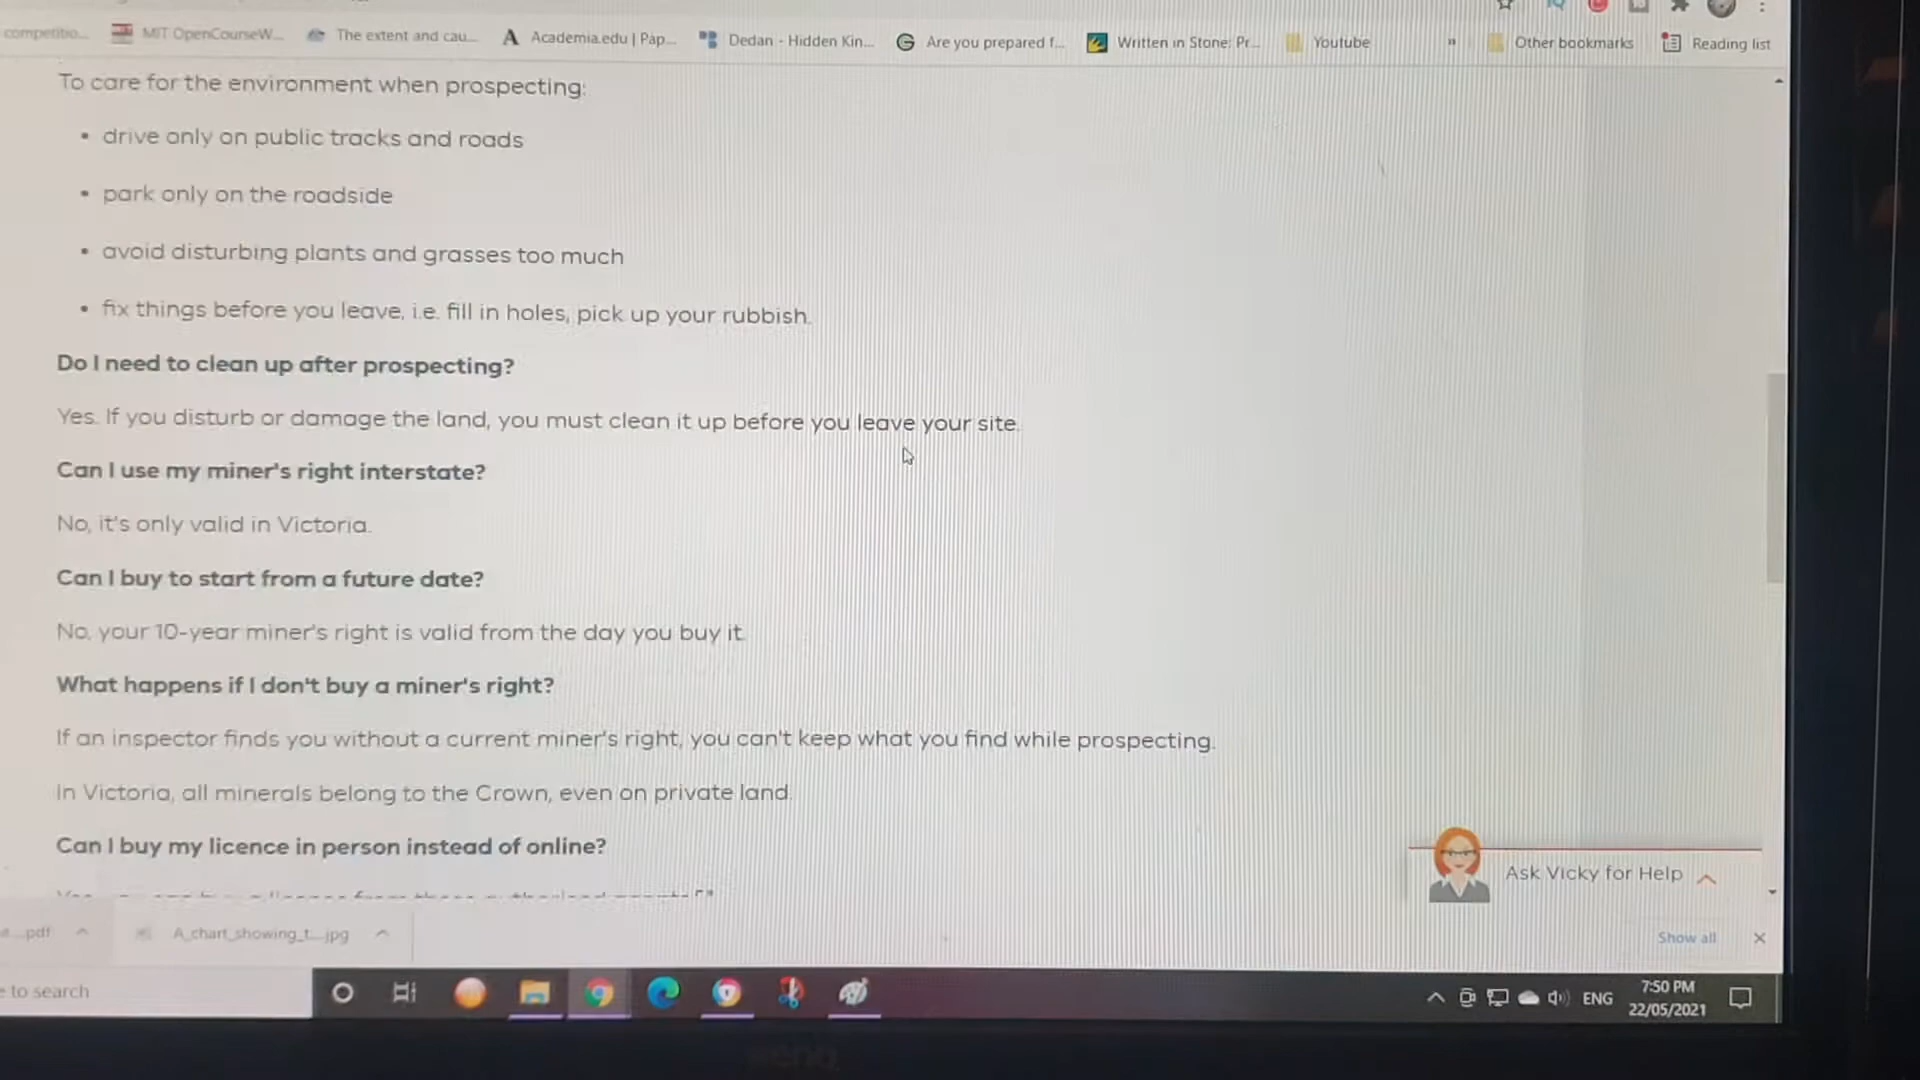 competitio...
MIT OpenCourseW...
The extent and cau...
Academia.edu | Pap...
Dedan - Hidden Kin...
Are you prepared f...
Written in Stone: Pr...
Youtube
»
Other bookmarks
Reading list
To care for the environment when prospecting:
• drive only on public tracks and roads
• park only on the roadside
• avoid disturbing plants and grasses too much
• fix things before you leave, i.e. fill in holes, pick up your rubbish.
Do I need to clean up after prospecting?
Yes. If you disturb or damage the land, you must clean it up before you leave your site.
Can I use my miner's right interstate?
No, it's only valid in Victoria.
Can I buy to start from a future date?
No, your 10-year miner's right is valid from the day you buy it.
What happens if I don't buy a miner's right?
If an inspector finds you without a current miner's right, you can't keep what you find while prospecting.
In Victoria, all minerals belong to the Crown, even on private land.
Can I buy my licence in person instead of online?
Ask Vicky for Help
....pdf
A_chart_showing_t....jpg
Show all
e to search
ENG
7:50 PM
22/05/2021
BenQ